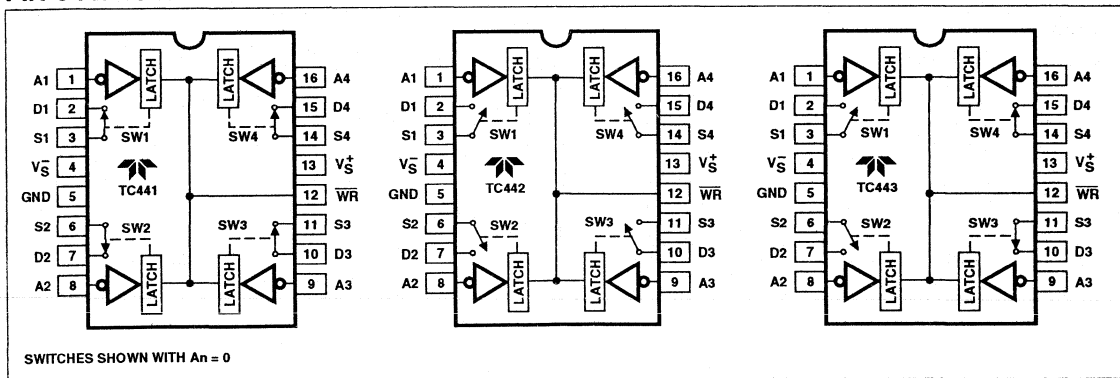 A1 1 16 A4
D1 2 15 D4
S1 3 SW1 SW4 14 S4
LATCH LATCH
VS- 4 13 VS+
TC441
GND 5 12 WR
S2 6 SW2 SW3 11 S3
D2 7 10 D3
LATCH LATCH
A2 8 9 A3
A1 1 16 A4
D1 2 15 D4
S1 3 SW1 SW4 14 S4
LATCH LATCH
VS- 4 13 VS+
TC442
GND 5 12 WR
S2 6 SW2 SW3 11 S3
D2 7 10 D3
LATCH LATCH
A2 8 9 A3
A1 1 16 A4
D1 2 15 D4
S1 3 SW1 SW4 14 S4
LATCH LATCH
VS- 4 13 VS+
TC443
GND 5 12 WR
S2 6 SW2 SW3 11 S3
D2 7 10 D3
LATCH LATCH
A2 8 9 A3
SWITCHES SHOWN WITH An = 0